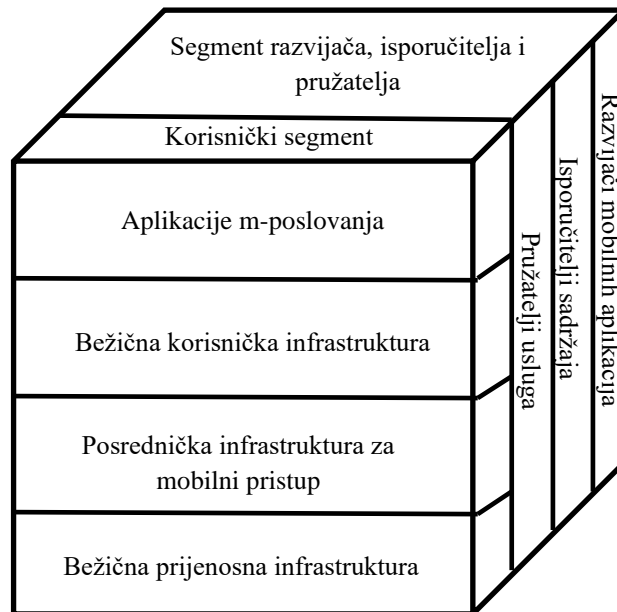 Segment razvijača, isporučitelja i
pružatelja
Korisnički segment
Aplikacije m-poslovanja
Bežična korisnička infrastruktura
Posrednička infrastruktura za
mobilni pristup
Bežična prijenosna infrastruktura
Pružatelji usluga
Isporučitelji sadržaja
Razvijači mobilnih aplikacija